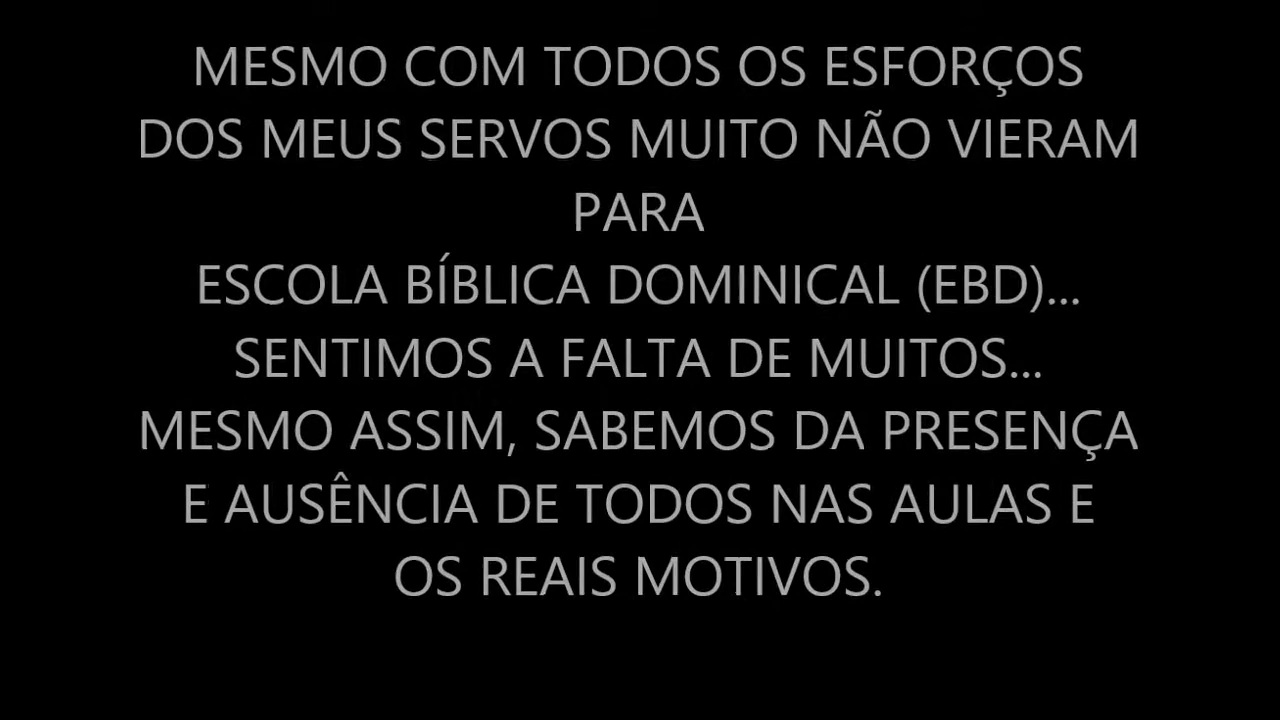 MESMO COM TODOS OS ESFORÇOS
DOS MEUS SERVOS MUITO NÃO VIERAM
PARA
ESCOLA BÍBLICA DOMINICAL (EBD)...
SENTIMOS A FALTA DE MUITOS...
MESMO ASSIM, SABEMOS DA PRESENÇA
E AUSÊNCIA DE TODOS NAS AULAS E
OS REAIS MOTIVOS.